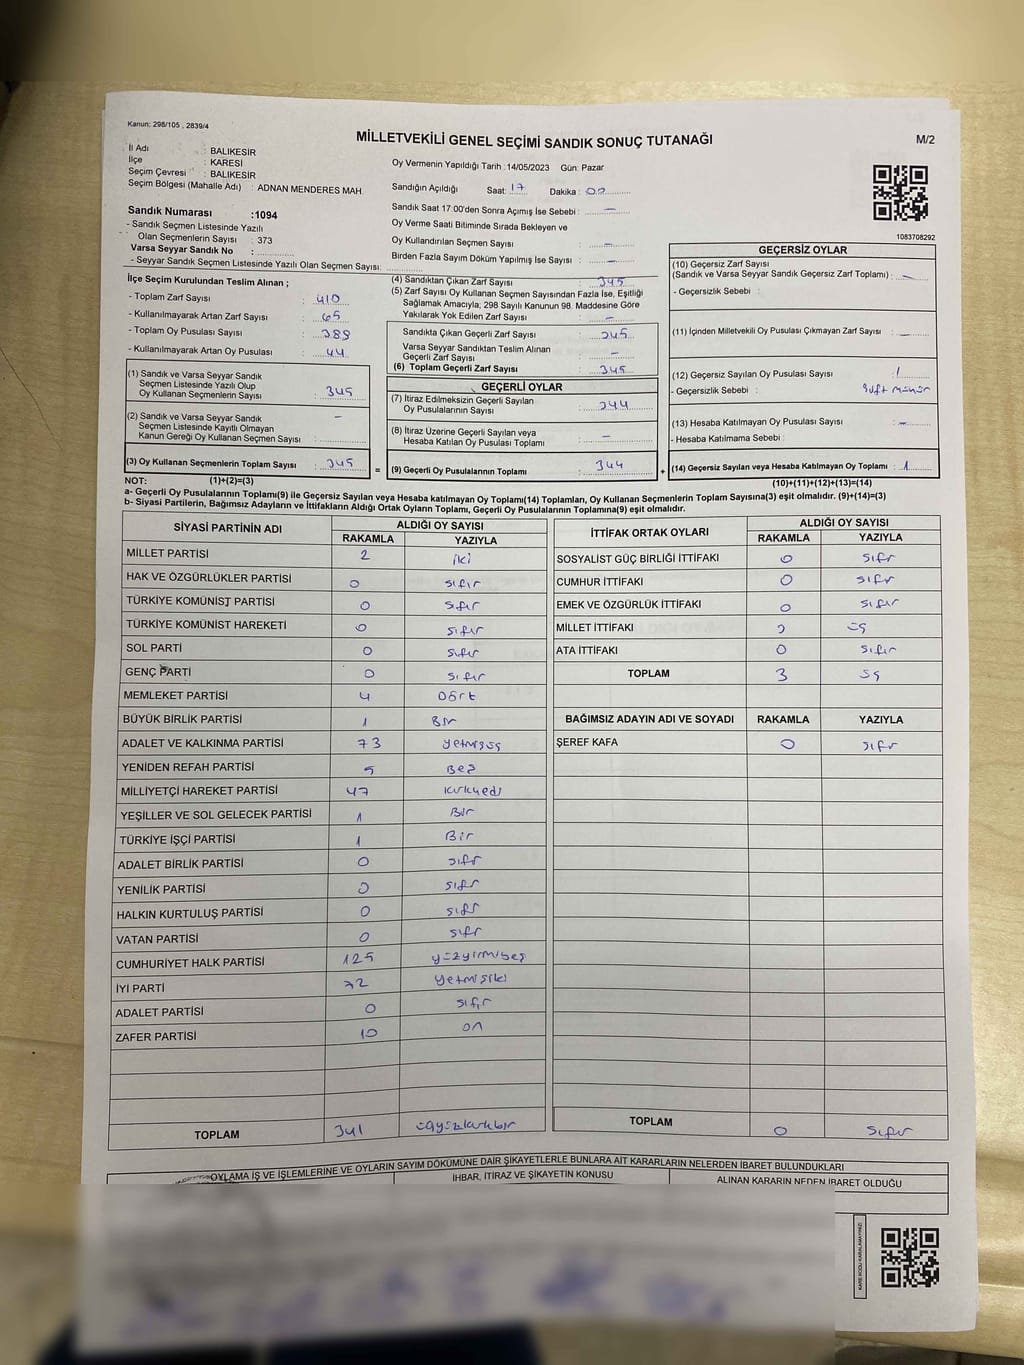 Kanun: 298/105 , 2839/4
MİLLETVEKİLİ GENEL SEÇİMİ SANDIK SONUÇ TUTANAĞI
M/2
İl Adı : BALIKESİR
İlçe : KARESİ
Seçim Çevresi : BALIKESİR
Seçim Bölgesi (Mahalle Adı) : ADNAN MENDERES MAH.
Oy Vermenin Yapıldığı Tarih :14/05/2023 Gün: Pazar
Sandığın Açıldığı Saat: 17 Dakika : 00
Sandık Saat 17:00'den Sonra Açımış İse Sebebi : —
Oy Verme Saati Bitiminde Sırada Bekleyen ve
Oy Kullandırılan Seçmen Sayısı : —
Birden Fazla Sayım Döküm Yapılmış İse Sayısı : —
1083708292
Sandık Numarası :1094
- Sandık Seçmen Listesinde Yazılı
Olan Seçmenlerin Sayısı : 373
Varsa Seyyar Sandık No :
- Seyyar Sandık Seçmen Listesinde Yazılı Olan Seçmen Sayısı:
İlçe Seçim Kurulundan Teslim Alınan ;
- Toplam Zarf Sayısı : 410
- Kullanılmayarak Artan Zarf Sayısı : 65
- Toplam Oy Pusulası Sayısı : 388
- Kullanılmayarak Artan Oy Pusulası : 44
(1) Sandık ve Varsa Seyyar Sandık
Seçmen Listesinde Yazılı Olup
Oy Kullanan Seçmenlerin Sayısı : 345
(2) Sandık ve Varsa Seyyar Sandık
Seçmen Listesinde Kayıtlı Olmayan
Kanun Gereği Oy Kullanan Seçmen Sayısı : —
(3) Oy Kullanan Seçmenlerin Toplam Sayısı : 345
(4) Sandıktan Çıkan Zarf Sayısı : 345
(5) Zarf Sayısı Oy Kullanan Seçmen Sayısından Fazla İse, Eşitliği
Sağlamak Amacıyla, 298 Sayılı Kanunun 98. Maddesine Göre
Yakılarak Yok Edilen Zarf Sayısı : —
Sandıkta Çıkan Geçerli Zarf Sayısı : 345
Varsa Seyyar Sandıktan Teslim Alınan
Geçerli Zarf Sayısı : —
(6) Toplam Geçerli Zarf Sayısı : 345
GEÇERLİ OYLAR
(7) İtiraz Edilmeksizin Geçerli Sayılan
Oy Pusulalarının Sayısı : 344
(8) İtiraz Üzerine Geçerli Sayılan veya
Hesaba Katılan Oy Pusulası Toplamı : —
= (9) Geçerli Oy Pusulalarının Toplamı : 344
GEÇERSİZ OYLAR
(10) Geçersiz Zarf Sayısı
(Sandık ve Varsa Seyyar Sandık Geçersiz Zarf Toplamı) : —
- Geçersizlik Sebebi :
(11) İçinden Milletvekili Oy Pusulası Çıkmayan Zarf Sayısı : —
(12) Geçersiz Sayılan Oy Pusulası Sayısı : 1
- Geçersizlik Sebebi : Çift mühür
(13) Hesaba Katılmayan Oy Pusulası Sayısı : —
- Hesaba Katılmama Sebebi :
+ (14) Geçersiz Sayılan veya Hesaba Katılmayan Oy Toplamı : 1
NOT: (1)+(2)=(3) (10)+(11)+(12)+(13)=(14)
a- Geçerli Oy Pusulalarının Toplamı(9) ile Geçersiz Sayılan veya Hesaba katılmayan Oy Toplamı(14) Toplamları, Oy Kullanan Seçmenlerin Toplam Sayısına(3) eşit olmalıdır. (9)+(14)=(3)
b- Siyasi Partilerin, Bağımsız Adayların ve İttifakların Aldığı Oyların Toplamı, Geçerli Oy Pusulalarının Toplamına(9) eşit olmalıdır.
SİYASİ PARTİNİN ADI
ALDIĞI OY SAYISI
RAKAMLA YAZIYLA
MİLLET PARTİSİ 2 iki
HAK VE ÖZGÜRLÜKLER PARTİSİ 0 sıfır
TÜRKİYE KOMÜNİST PARTİSİ 0 sıfır
TÜRKİYE KOMÜNİST HAREKETİ 0 sıfır
SOL PARTİ 0 sıfır
GENÇ PARTİ 0 sıfır
MEMLEKET PARTİSİ 4 Dört
BÜYÜK BİRLİK PARTİSİ 1 Bir
ADALET VE KALKINMA PARTİSİ 73 yetmişüç
YENİDEN REFAH PARTİSİ 5 Beş
MİLLİYETÇİ HAREKET PARTİSİ 47 kırkyedi
YEŞİLLER VE SOL GELECEK PARTİSİ 1 Bir
TÜRKİYE İŞÇİ PARTİSİ 1 Bir
ADALET BİRLİK PARTİSİ 0 sıfır
YENİLİK PARTİSİ 0 sıfır
HALKIN KURTULUŞ PARTİSİ 0 sıfır
VATAN PARTİSİ 0 sıfır
CUMHURİYET HALK PARTİSİ 125 yüzyirmibeş
İYİ PARTİ 72 yetmişiki
ADALET PARTİSİ 0 sıfır
ZAFER PARTİSİ 10 on
TOPLAM 341 üçyüzkırkbir
İTTİFAK ORTAK OYLARI
ALDIĞI OY SAYISI
RAKAMLA YAZIYLA
SOSYALİST GÜÇ BİRLİĞİ İTTİFAKI 0 sıfır
CUMHUR İTTİFAKI 0 sıfır
EMEK VE ÖZGÜRLÜK İTTİFAKI 0 sıfır
MİLLET İTTİFAKI 3 üç
ATA İTTİFAKI 0 sıfır
TOPLAM 3 üç
BAĞIMSIZ ADAYIN ADI VE SOYADI RAKAMLA YAZIYLA
ŞEREF KAFA 0 sıfır
TOPLAM 0 sıfır
OYLAMA İŞ VE İŞLEMLERİNE VE OYLARIN SAYIM DÖKÜMÜNE DAİR ŞİKAYETLERLE BUNLARA AİT KARARLARIN NELERDEN İBARET BULUNDUKLARI
İHBAR, İTİRAZ VE ŞİKAYETİN KONUSU
ALINAN KARARIN NEDEN İBARET OLDUĞU